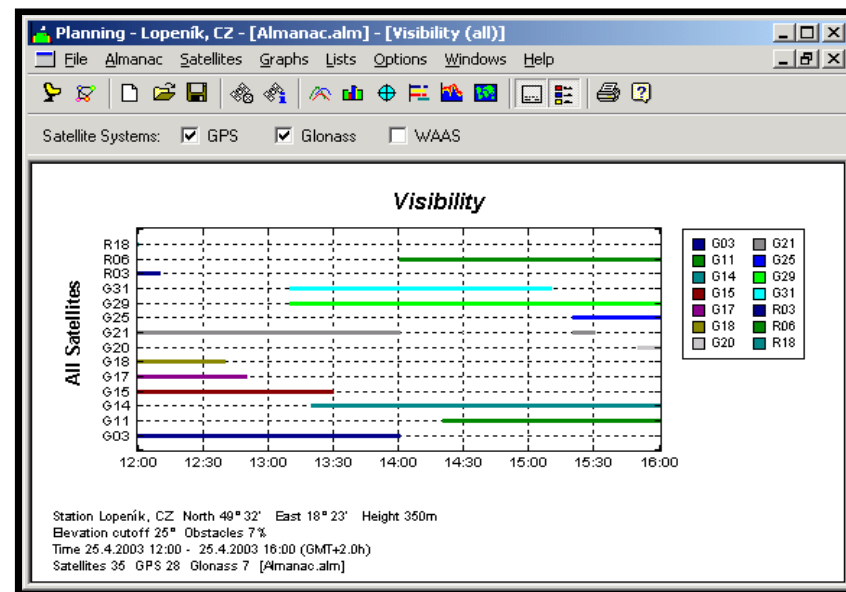 Planning - Lopeník, CZ - [Almanac.alm] - [Visibility (all)]
File Almanac Satellites Graphs Lists Options Windows Help
Satellite Systems: GPS Glonass WAAS
Visibility
All Satellites
R18
R06
R03
G31
G29
G25
G21
G20
G18
G17
G15
G14
G11
G03
12:00 12:30 13:00 13:30 14:00 14:30 15:00 15:30 16:00
G03 G21
G11 G25
G14 G29
G15 G31
G17 R03
G18 R06
G20 R18
Station Lopeník, CZ North 49° 32' East 18° 23' Height 350m
Elevation cutoff 25° Obstacles 7%
Time 25.4.2003 12:00 - 25.4.2003 16:00 (GMT+2.0h)
Satellites 35 GPS 28 Glonass 7 [Almanac.alm]